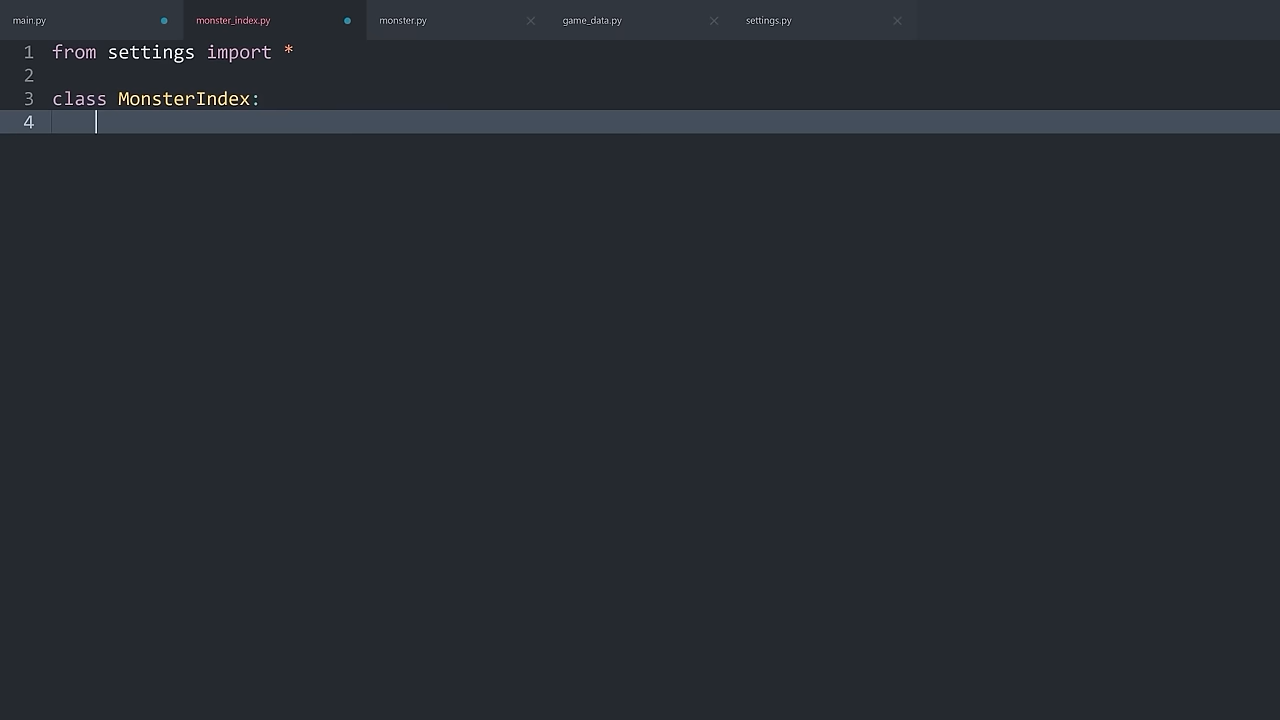 main.py monster_index.py monster.py game_data.py settings.py
1 from settings import *
2
3 class MonsterIndex:
4